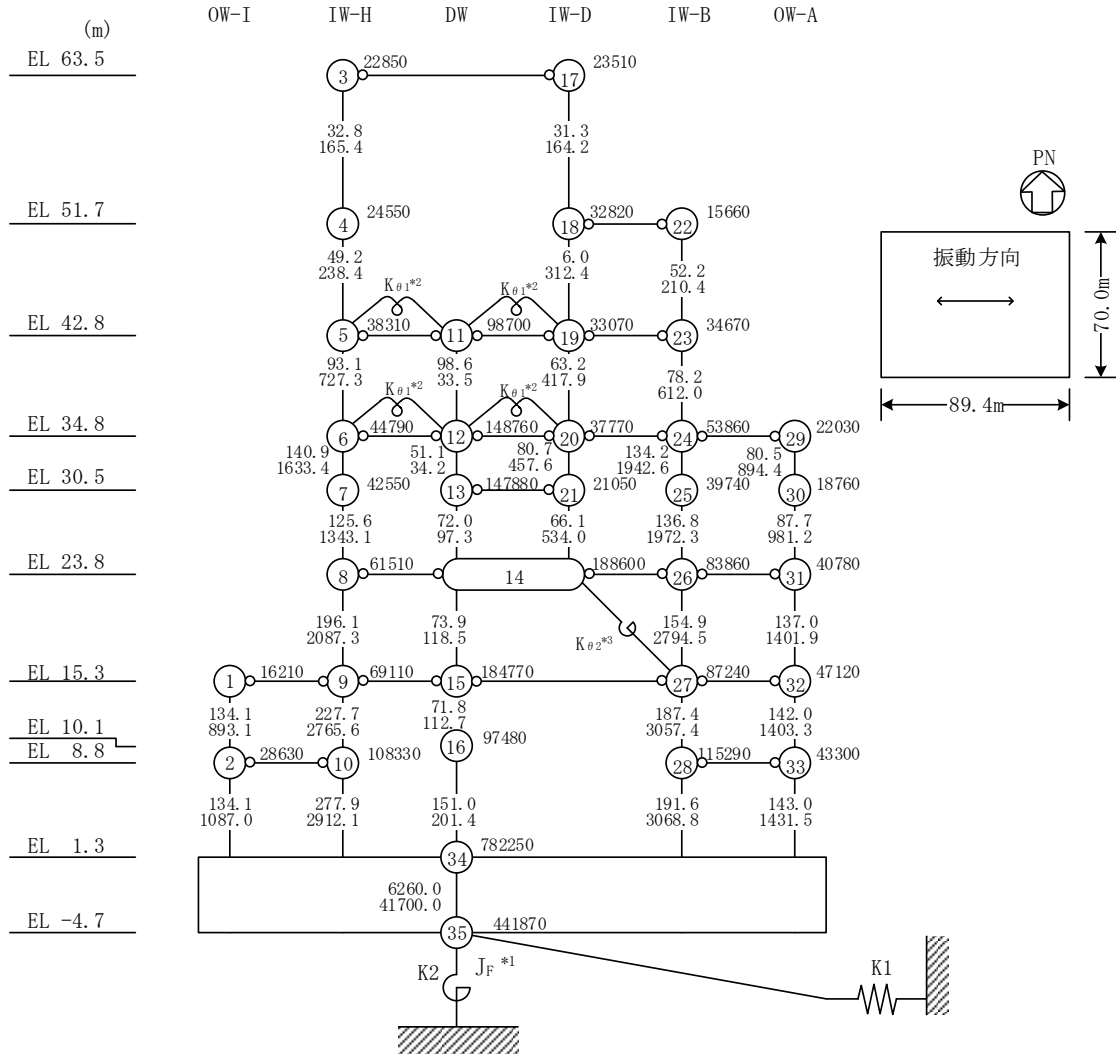 OW-I IW-H DW IW-D IW-B OW-A
(m)
EL 63.5
3 22850 17 23510
32.8 31.3
165.4 164.2
PN
EL 51.7
4 24550 18 32820 22 15660
振動方向
49.2 6.0 52.2
238.4 312.4 210.4
Kθ1*2 Kθ1*2
EL 42.8
5 38310 11 98700 19 33070 23 34670
70.0m
93.1 98.6 63.2 78.2
727.3 33.5 417.9 612.0
Kθ1*2 Kθ1*2
89.4m
EL 34.8
6 44790 12 148760 20 37770 24 53860 29 22030
140.9 51.1 80.7 134.2 80.5
1633.4 34.2 457.6 1942.6 894.4
EL 30.5
7 42550 13 147880 21 21050 25 39740 30 18760
125.6 72.0 66.1 136.8 87.7
1343.1 97.3 534.0 1972.3 981.2
EL 23.8
8 61510 14 188600 26 83860 31 40780
196.1 73.9 154.9 137.0
2087.3 118.5 2794.5 1401.9
Kθ2*3
EL 15.3
1 16210 9 69110 15 184770 27 87240 32 47120
134.1 227.7 71.8 187.4 142.0
893.1 2765.6 112.7 3057.4 1403.3
EL 10.1
16 97480
EL 8.8
2 28630 10 108330 28 115290 33 43300
134.1 277.9 151.0 191.6 143.0
1087.0 2912.1 201.4 3068.8 1431.5
EL 1.3
34 782250
6260.0
41700.0
EL -4.7
35 441870
K2 JF *1 K1